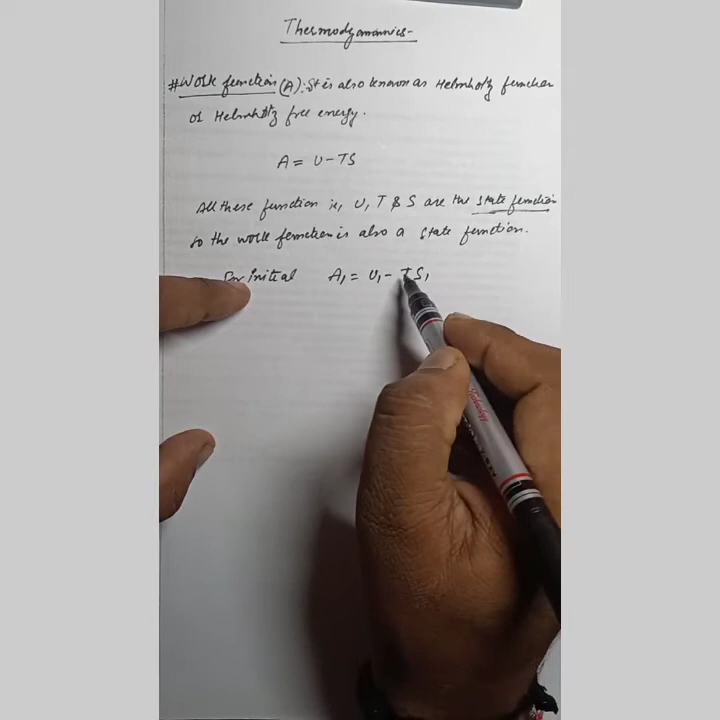 Thermodynamics-
#Work function (A): It is also known as Helmholtz function
or Helmholtz free energy.
A = U - TS
All these function is, U, T & S are the state function
so the work function is also a state function.
For initial A₁ = U₁ - TS₁